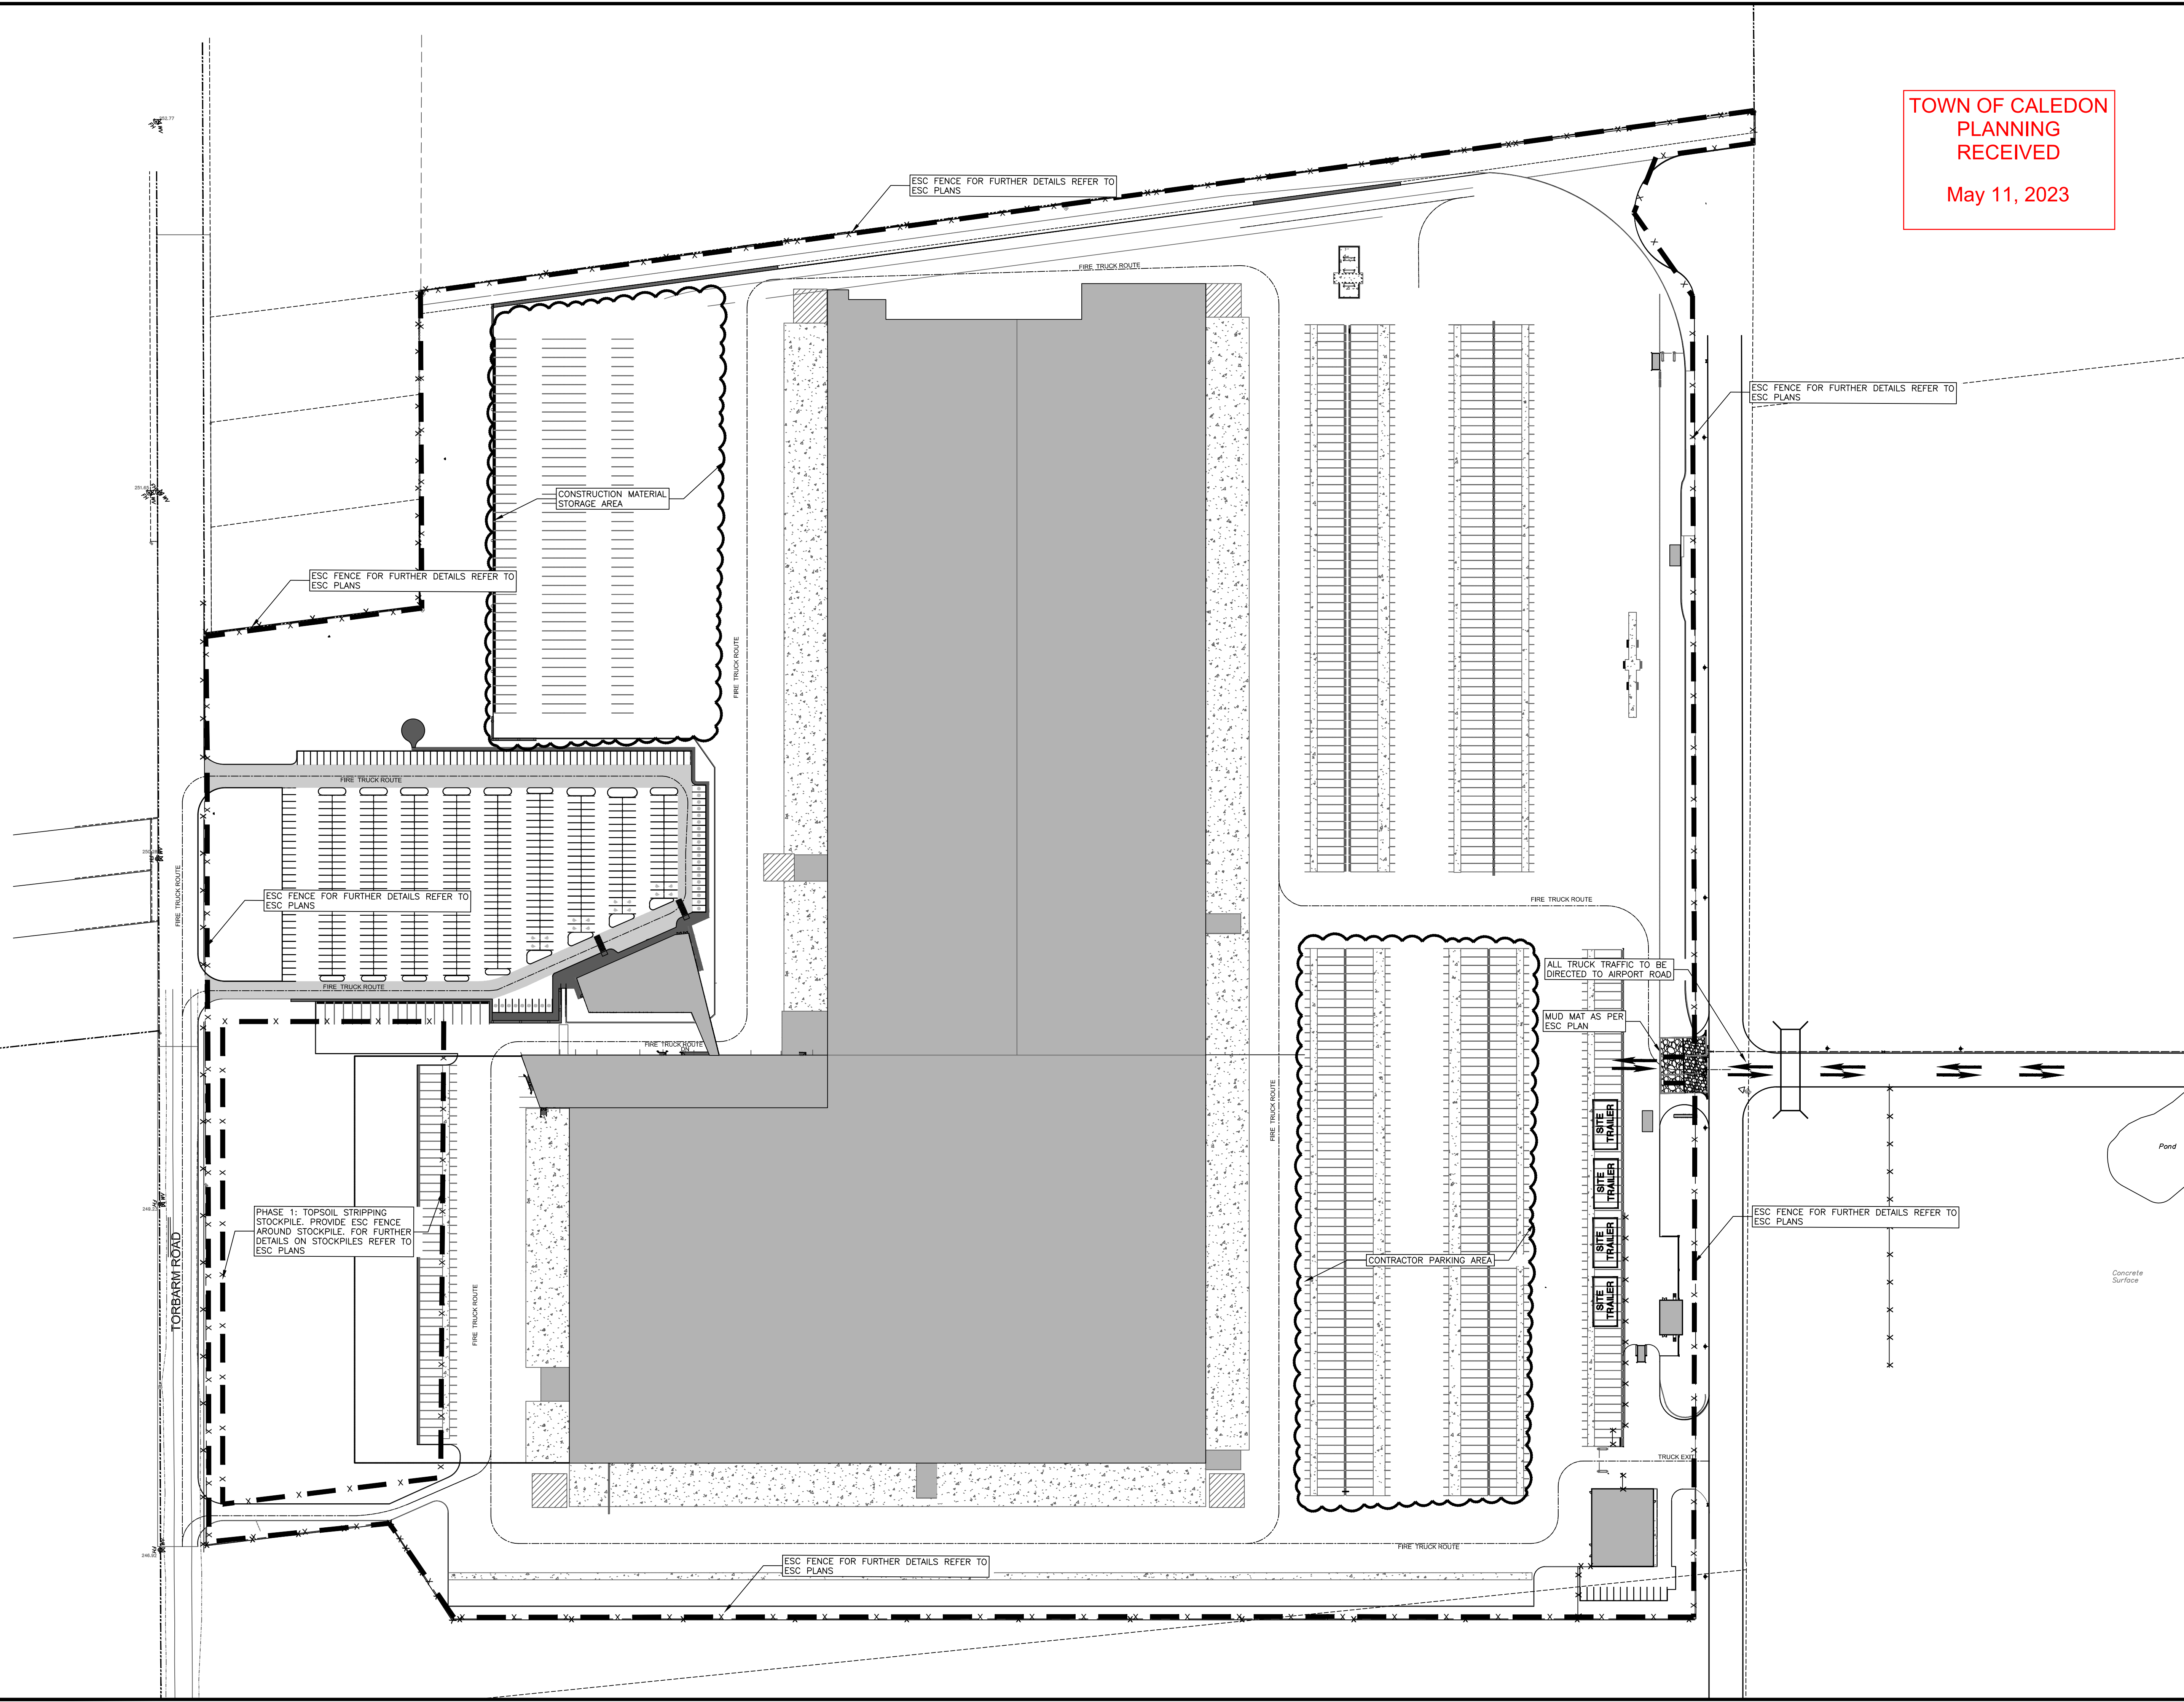 TOWN OF CALEDON
PLANNING
RECEIVED
May 11, 2023
252.77
ESC FENCE FOR FURTHER DETAILS REFER TO
ESC PLANS
FIRE TRUCK ROUTE
ESC FENCE FOR FURTHER DETAILS REFER TO
ESC PLANS
CONSTRUCTION MATERIAL
STORAGE AREA
ESC FENCE FOR FURTHER DETAILS REFER TO
ESC PLANS
FIRE TRUCK ROUTE
FIRE TRUCK ROUTE
FIRE TRUCK ROUTE
ESC FENCE FOR FURTHER DETAILS REFER TO
ESC PLANS
FIRE TRUCK ROUTE
FIRE TRUCK ROUTE
ALL TRUCK TRAFFIC TO BE
DIRECTED TO AIRPORT ROAD
MUD MAT AS PER
ESC PLAN
FIRE TRUCK ROUTE
DN
FIRE TRUCK ROUTE
SITE
TRAILER
SITE
TRAILER
SITE
TRAILER
SITE
TRAILER
Pond
PHASE 1: TOPSOIL STRIPPING
STOCKPILE. PROVIDE ESC FENCE
AROUND STOCKPILE. FOR FURTHER
DETAILS ON STOCKPILES REFER TO
ESC PLANS
ESC FENCE FOR FURTHER DETAILS REFER TO
ESC PLANS
TORBARM ROAD
CONTRACTOR PARKING AREA
Concrete
Surface
FIRE TRUCK ROUTE
TRUCK EXIT
FIRE TRUCK ROUTE
ESC FENCE FOR FURTHER DETAILS REFER TO
ESC PLANS